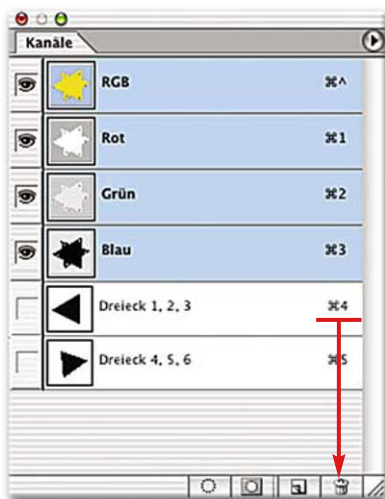 Kanäle
RGB ⌘^
Rot ⌘1
Grün ⌘2
Blau ⌘3
Dreieck 1, 2, 3 ⌘4
Dreieck 4, 5, 6 ⌘5